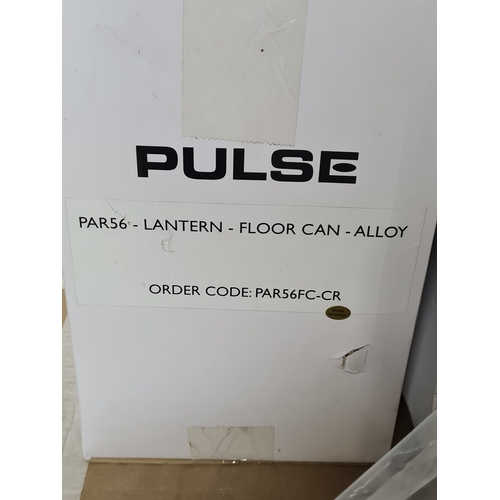 PULSE
PAR56 - LANTERN - FLOOR CAN - ALLOY
ORDER CODE: PAR56FC-CR